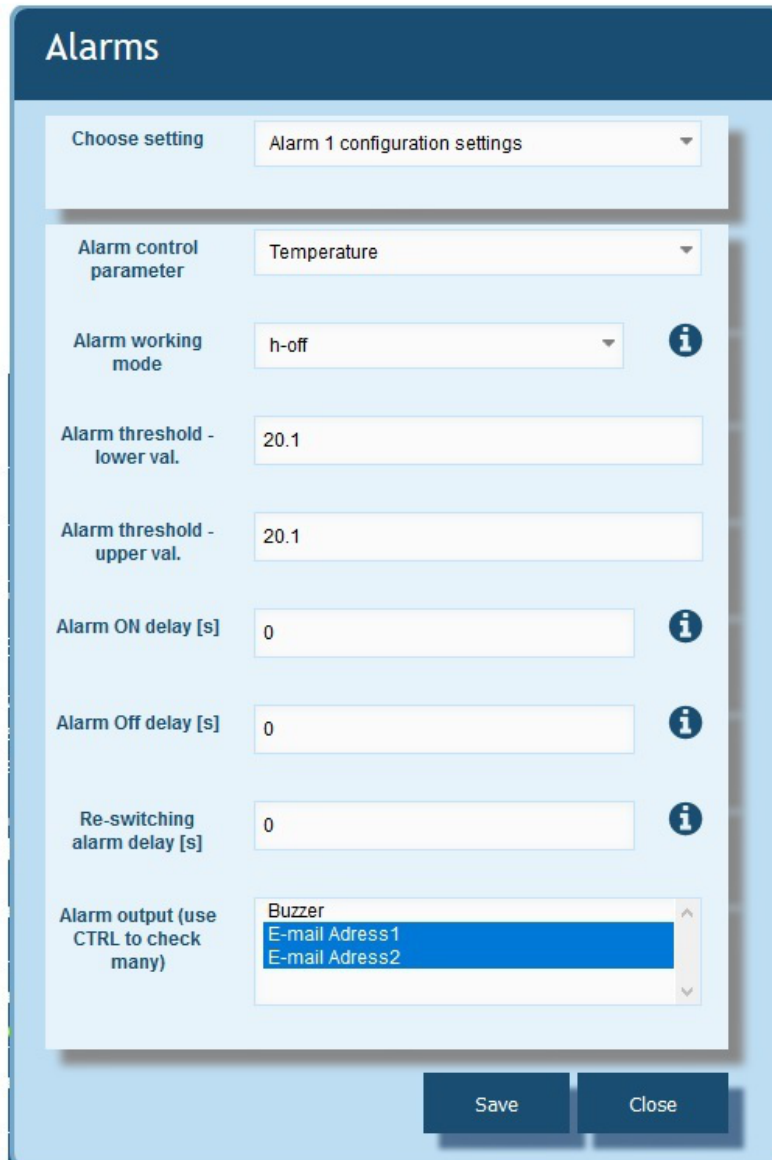 Alarms
Choose setting
Alarm 1 configuration settings
Alarm control
parameter
Temperature
Alarm working
mode
h-off
Alarm threshold -
lower val.
20.1
Alarm threshold -
upper val.
20.1
Alarm ON delay [s]
0
Alarm Off delay [s]
0
Re-switching
alarm delay [s]
0
Alarm output (use
CTRL to check
many)
Buzzer
E-mail Adress1
E-mail Adress2
Save
Close